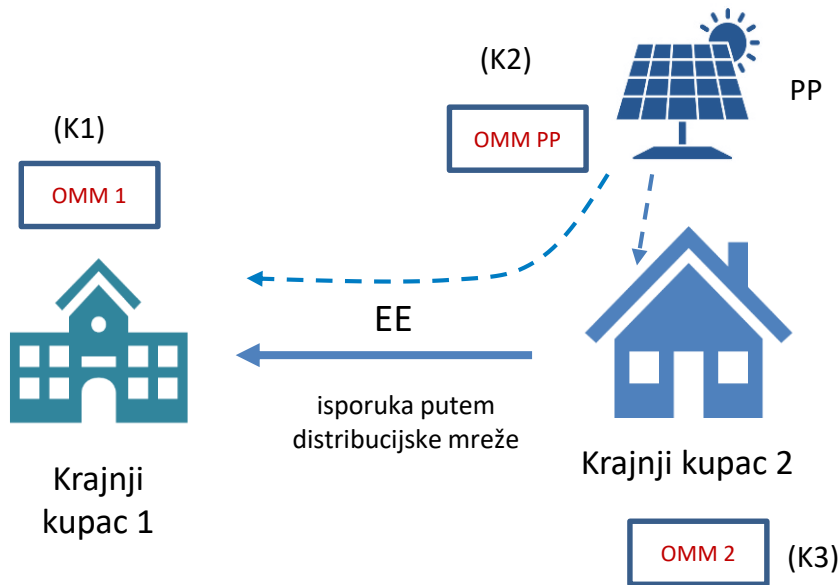 (K2)
PP
OMM PP
(K1)
OMM 1
EE
isporuka putem
distribucijske mreže
Krajnji kupac 2
Krajnji
kupac 1
OMM 2
(K3)